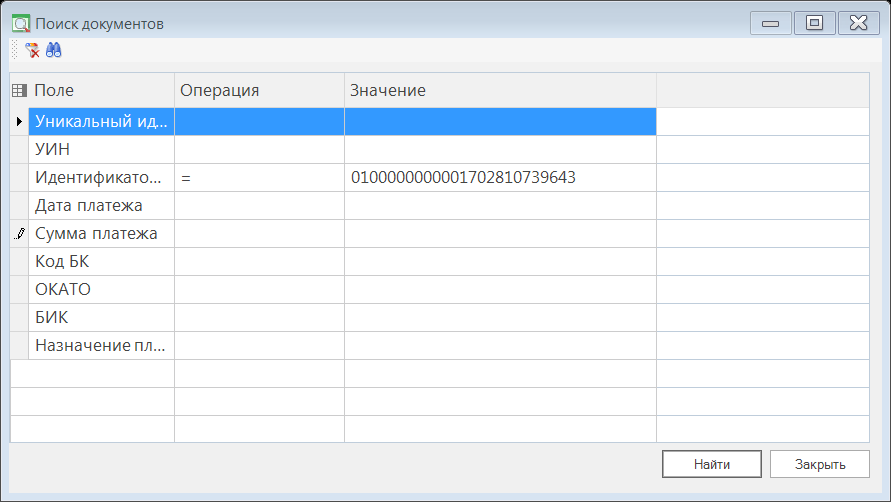 Поиск документов
Поле Операция Значение
Уникальный ид...
УИН
Идентификато... = 0100000000001702810739643
Дата платежа
Сумма платежа
Код БК
ОКАТО
БИК
Назначение пл...
Найти Закрыть